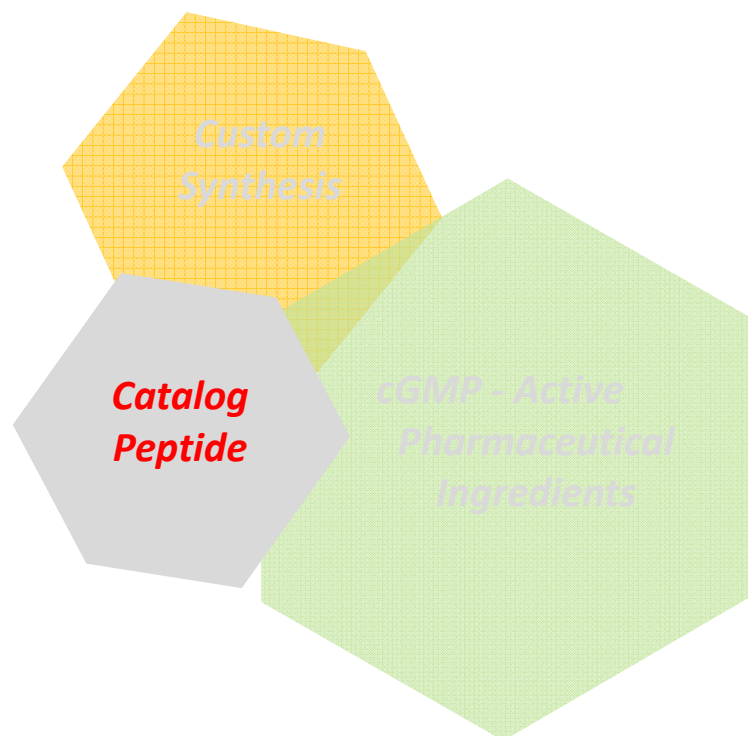 Custom
Synthesis
Catalog
Peptide
cGMP - Active
Pharmaceutical
Ingredients